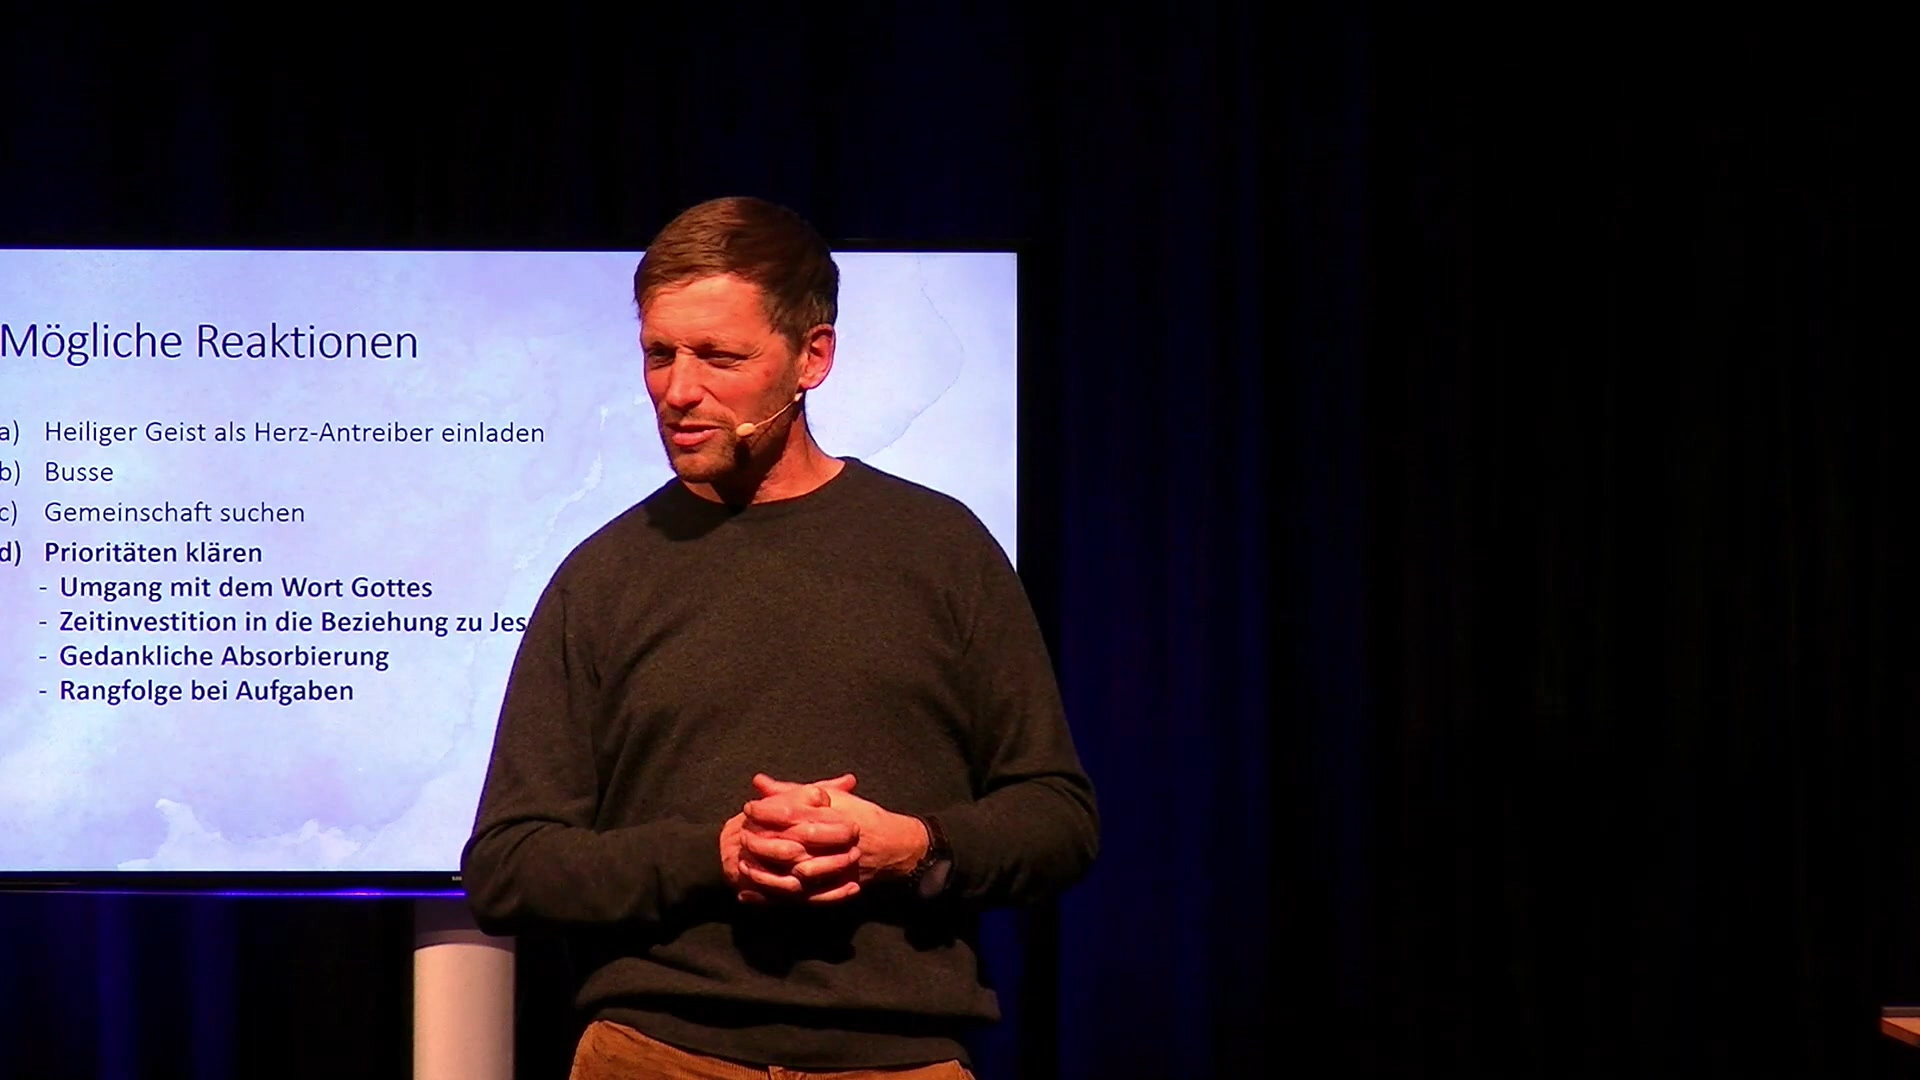 Mögliche Reaktionen
a) Heiliger Geist als Herz-Antreiber einladen
b) Busse
c) Gemeinschaft suchen
d) Prioritäten klären
- Umgang mit dem Wort Gottes
- Zeitinvestition in die Beziehung zu
- Gedankliche Absorbierung
- Rangfolge bei Aufgaben